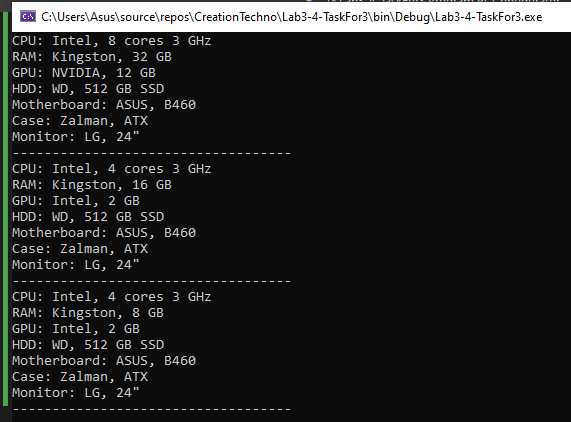 C:\Users\Asus\source\repos\CreationTechno\Lab3-4-TaskFor3\bin\Debug\Lab3-4-TaskFor3.exe
CPU: Intel, 8 cores 3 GHz
RAM: Kingston, 32 GB
GPU: NVIDIA, 12 GB
HDD: WD, 512 GB SSD
Motherboard: ASUS, B460
Case: Zalman, ATX
Monitor: LG, 24"
-----------------------------------
CPU: Intel, 4 cores 3 GHz
RAM: Kingston, 16 GB
GPU: Intel, 2 GB
HDD: WD, 512 GB SSD
Motherboard: ASUS, B460
Case: Zalman, ATX
Monitor: LG, 24"
-----------------------------------
CPU: Intel, 4 cores 3 GHz
RAM: Kingston, 8 GB
GPU: Intel, 2 GB
HDD: WD, 512 GB SSD
Motherboard: ASUS, B460
Case: Zalman, ATX
Monitor: LG, 24"
-----------------------------------